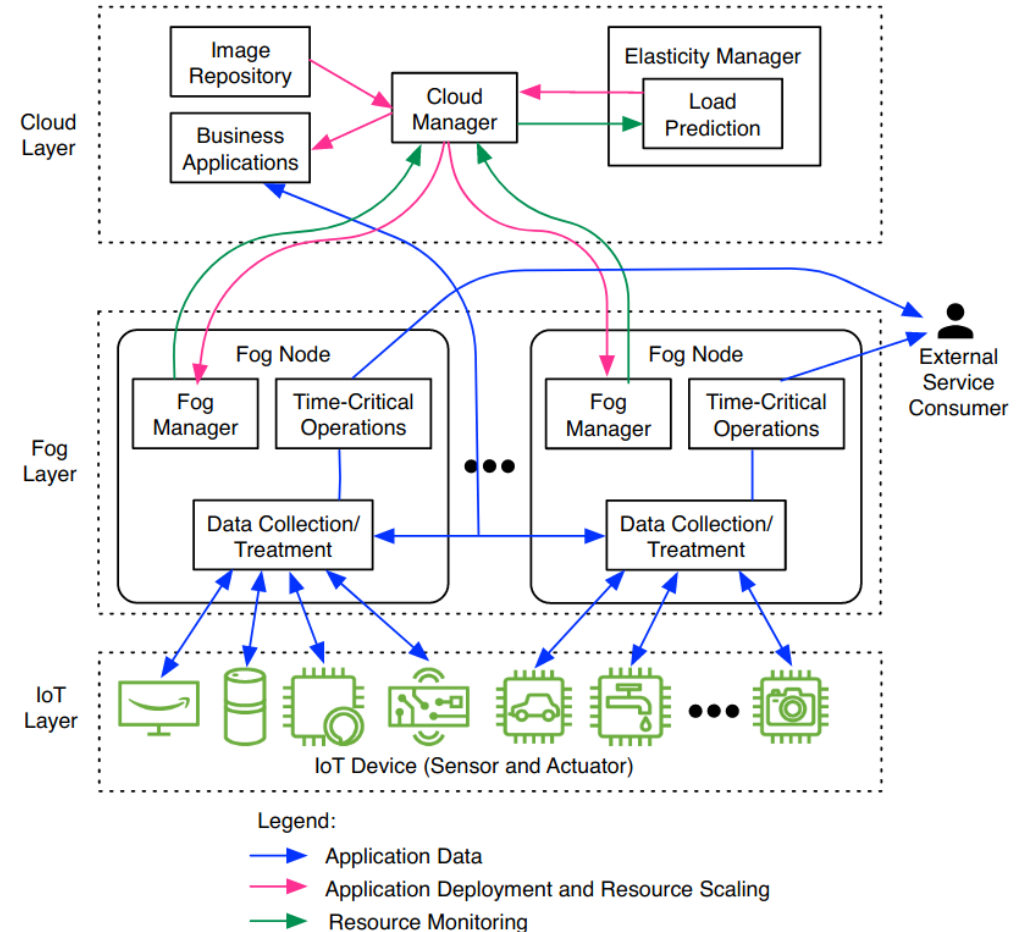 Cloud
Layer
Image
Repository
Business
Applications
Cloud
Manager
Elasticity Manager
Load
Prediction
Fog
Layer
Fog Node
Fog
Manager
Time-Critical
Operations
Data Collection/
Treatment
Fog Node
Fog
Manager
Time-Critical
Operations
Data Collection/
Treatment
External
Service
Consumer
IoT
Layer
IoT Device (Sensor and Actuator)
Legend:
Application Data
Application Deployment and Resource Scaling
Resource Monitoring